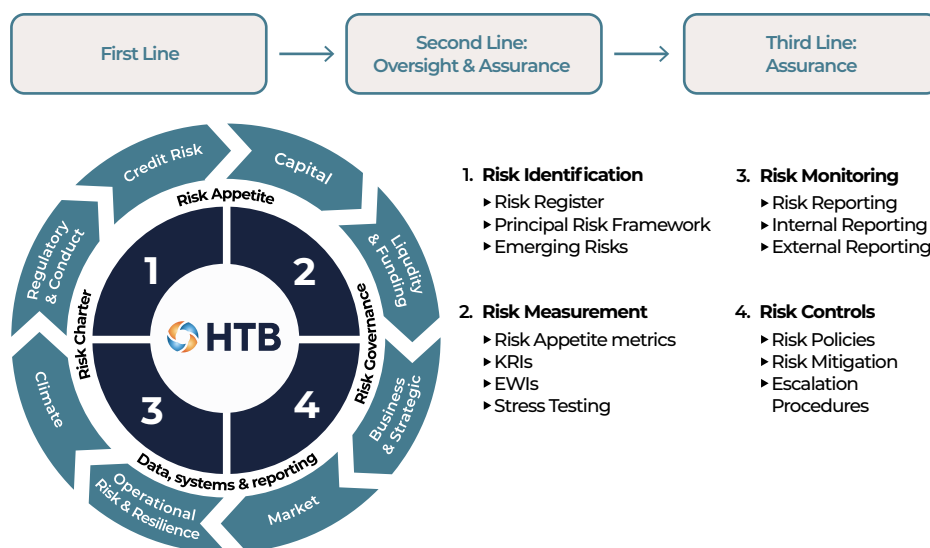 First Line
Second Line:
Oversight & Assurance
Third Line:
Assurance
Credit Risk
Capital
Liqudity
& Funding
Business
& Strategic
Market
Operational
Risk & Resilience
Climate
Regulatory
& Conduct
Risk Appetite
Risk Governance
Data, systems & reporting
Risk Charter
1
2
3
4
HTB
1. Risk Identification
▸ Risk Register
▸ Principal Risk Framework
▸ Emerging Risks
2. Risk Measurement
▸ Risk Appetite metrics
▸ KRIs
▸ EWIs
▸ Stress Testing
3. Risk Monitoring
▸ Risk Reporting
▸ Internal Reporting
▸ External Reporting
4. Risk Controls
▸ Risk Policies
▸ Risk Mitigation
▸ Escalation
Procedures